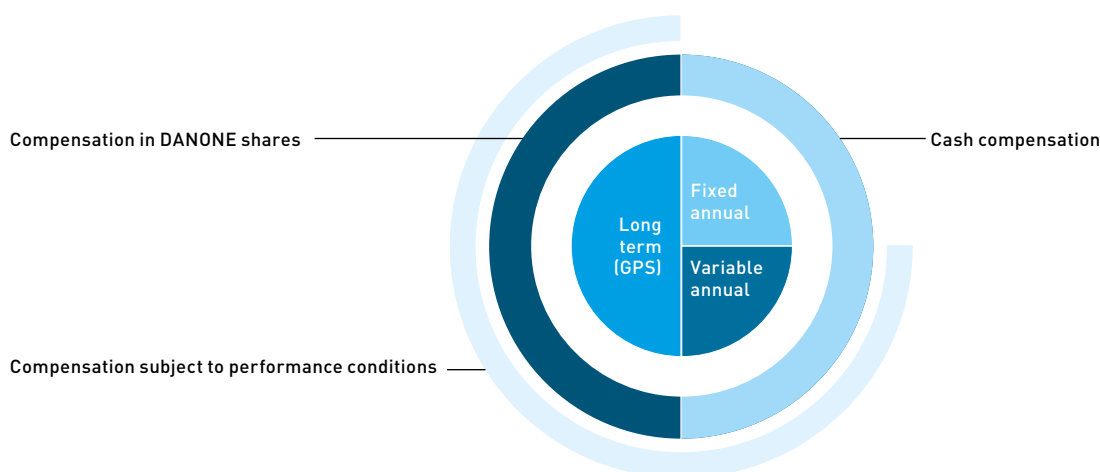 Compensation in DANONE shares
Cash compensation
Fixed
annual
Long
term
(GPS)
Variable
annual
Compensation subject to performance conditions